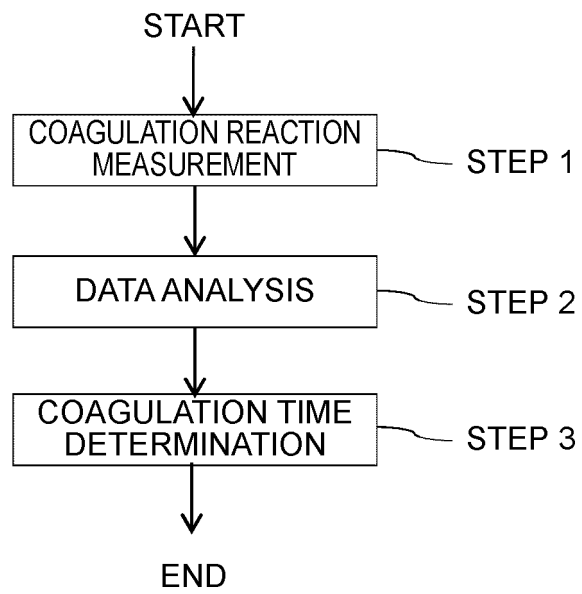 START
COAGULATION REACTION
MEASUREMENT
STEP 1
DATA ANALYSIS
STEP 2
COAGULATION TIME
DETERMINATION
STEP 3
END